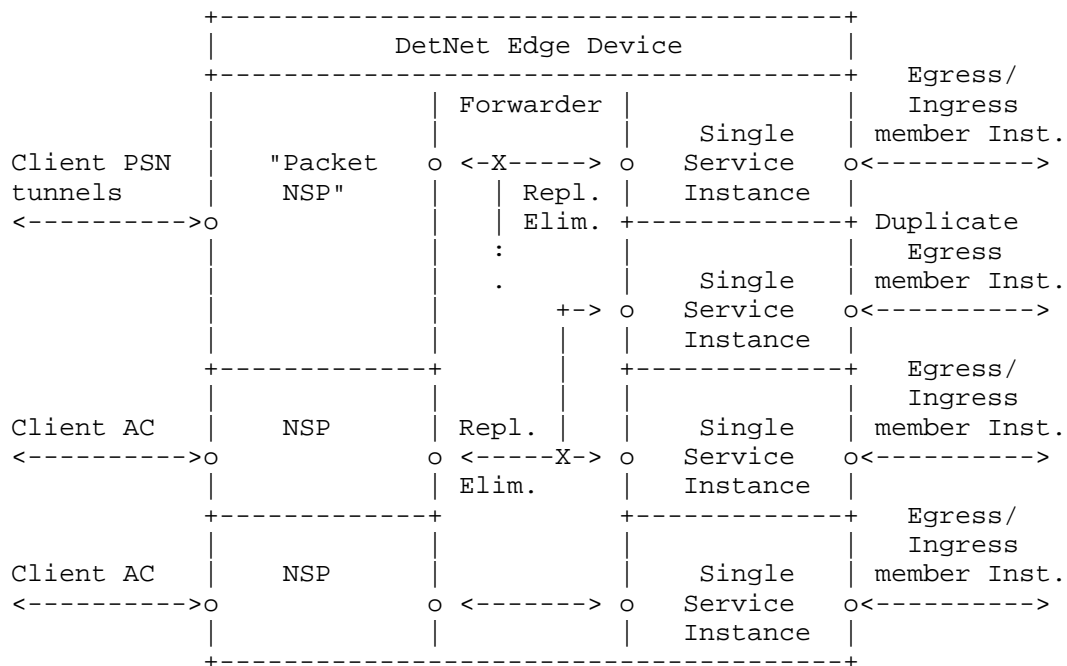 DetNet Edge Device
Egress/
Forwarder Ingress
Single member Inst.
Client PSN "Packet o <-X-----> o Service o<---------->
tunnels NSP" Repl. Instance
<---------->o Elim. Duplicate
: Egress
. Single member Inst.
+-> o Service o<---------->
Instance
Egress/
Ingress
Client AC NSP Repl. Single member Inst.
<---------->o o <-----X-> o Service o<---------->
Elim. Instance
Egress/
Ingress
Client AC NSP Single member Inst.
<---------->o o <-------> o Service o<---------->
Instance